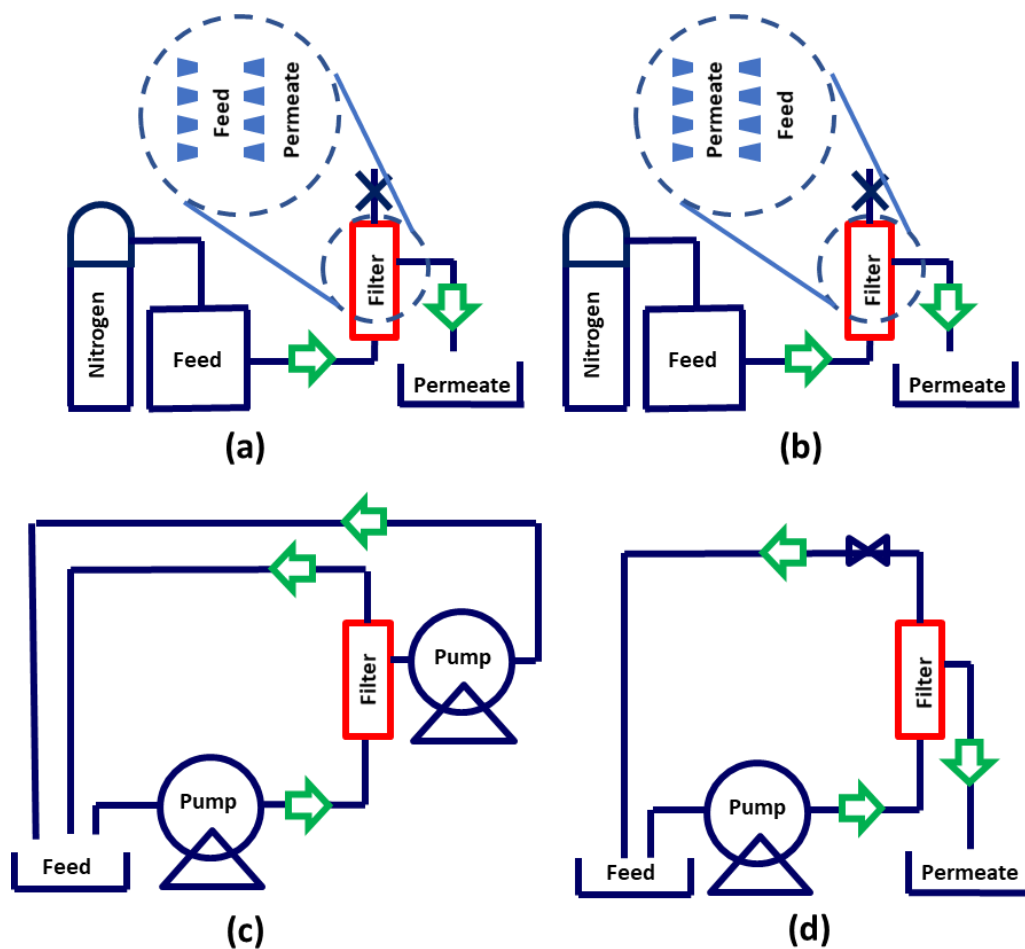 Feed
Permeate
Nitrogen
Feed
Filter
Permeate
(a)
Permeate
Feed
Nitrogen
Feed
Filter
Permeate
(b)
Pump
Filter
Pump
Feed
(c)
Filter
Pump
Feed
Permeate
(d)